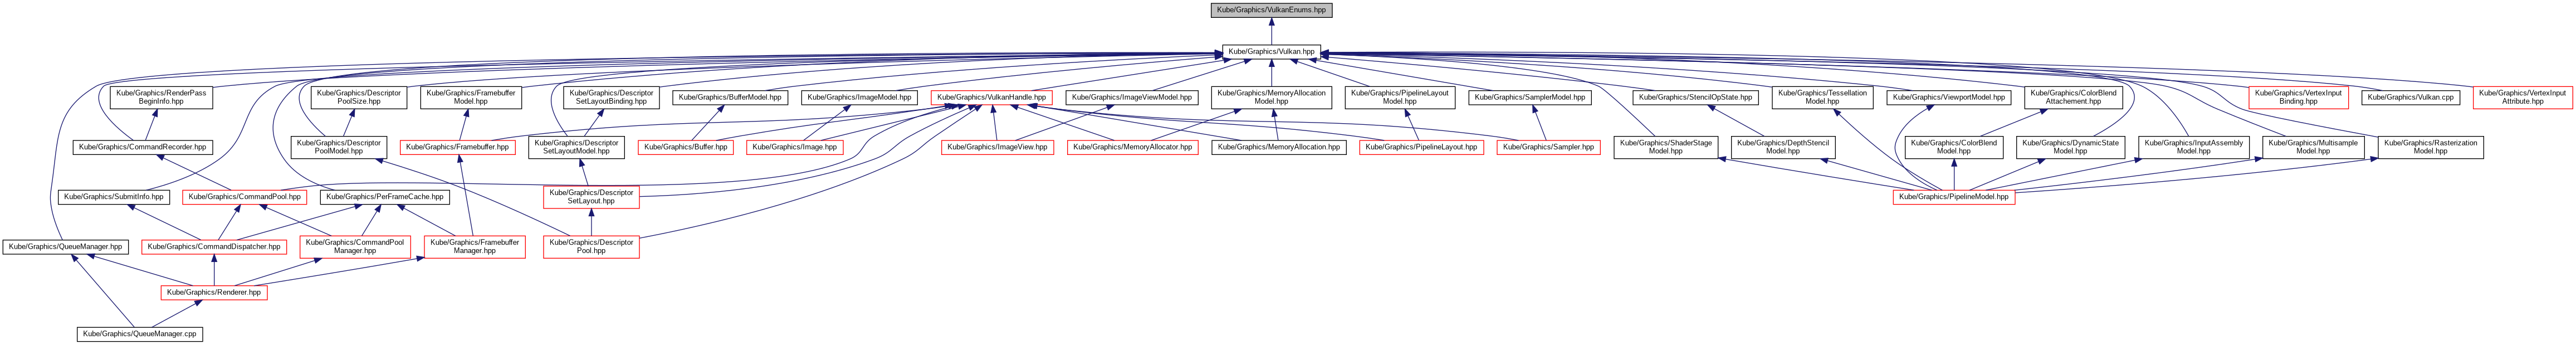 Kube/Graphics/VulkanEnums.hpp
Kube/Graphics/Vulkan.hpp
Kube/Graphics/RenderPass
BeginInfo.hpp
Kube/Graphics/Descriptor
PoolSize.hpp
Kube/Graphics/Framebuffer
Model.hpp
Kube/Graphics/Descriptor
SetLayoutBinding.hpp
Kube/Graphics/BufferModel.hpp
Kube/Graphics/ImageModel.hpp
Kube/Graphics/VulkanHandle.hpp
Kube/Graphics/ImageViewModel.hpp
Kube/Graphics/MemoryAllocation
Model.hpp
Kube/Graphics/PipelineLayout
Model.hpp
Kube/Graphics/SamplerModel.hpp
Kube/Graphics/StencilOpState.hpp
Kube/Graphics/Tessellation
Model.hpp
Kube/Graphics/ViewportModel.hpp
Kube/Graphics/ColorBlend
Attachement.hpp
Kube/Graphics/VertexInput
Binding.hpp
Kube/Graphics/Vulkan.cpp
Kube/Graphics/VertexInput
Attribute.hpp
Kube/Graphics/CommandRecorder.hpp
Kube/Graphics/Descriptor
PoolModel.hpp
Kube/Graphics/Framebuffer.hpp
Kube/Graphics/Descriptor
SetLayoutModel.hpp
Kube/Graphics/Buffer.hpp
Kube/Graphics/Image.hpp
Kube/Graphics/ImageView.hpp
Kube/Graphics/MemoryAllocator.hpp
Kube/Graphics/MemoryAllocation.hpp
Kube/Graphics/PipelineLayout.hpp
Kube/Graphics/Sampler.hpp
Kube/Graphics/ShaderStage
Model.hpp
Kube/Graphics/DepthStencil
Model.hpp
Kube/Graphics/ColorBlend
Model.hpp
Kube/Graphics/DynamicState
Model.hpp
Kube/Graphics/InputAssembly
Model.hpp
Kube/Graphics/Multisample
Model.hpp
Kube/Graphics/Rasterization
Model.hpp
Kube/Graphics/SubmitInfo.hpp
Kube/Graphics/CommandPool.hpp
Kube/Graphics/PerFrameCache.hpp
Kube/Graphics/Descriptor
SetLayout.hpp
Kube/Graphics/PipelineModel.hpp
Kube/Graphics/QueueManager.hpp
Kube/Graphics/CommandDispatcher.hpp
Kube/Graphics/CommandPool
Manager.hpp
Kube/Graphics/Framebuffer
Manager.hpp
Kube/Graphics/Descriptor
Pool.hpp
Kube/Graphics/Renderer.hpp
Kube/Graphics/QueueManager.cpp